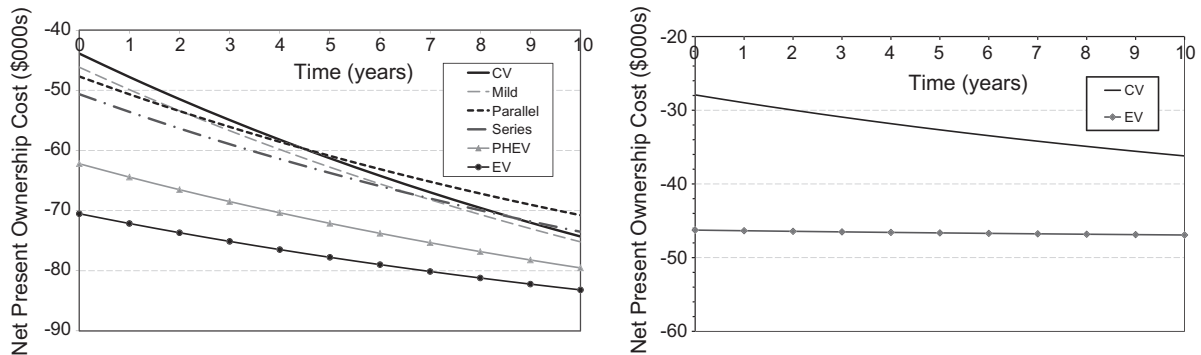 Net Present Ownership Cost ($000s)
-40
-50
-60
-70
-80
-90
0 1 2 3 4 5 6 7 8 9 10
Time (years)
CV
Mild
Parallel
Series
PHEV
EV
Net Present Ownership Cost ($000s)
-20
-30
-40
-50
-60
0 1 2 3 4 5 6 7 8 9 10
Time (years)
CV
EV